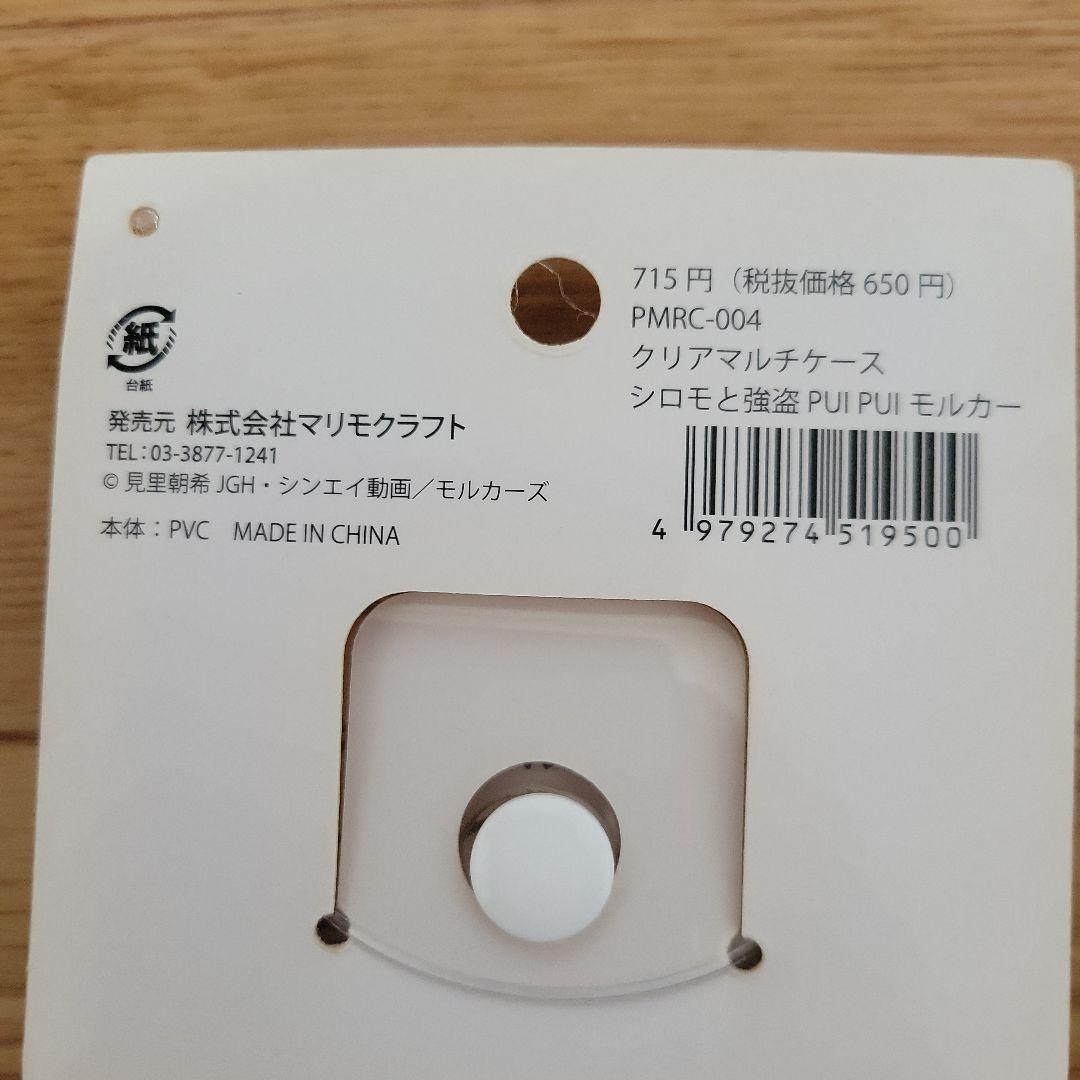 715円（税抜価格650円）
PMRC-004
クリアマルチケース
シロモと強盗 PUI PUI モルカー
4 979274 519500
紙
台紙
発売元 株式会社マリモクラフト
TEL：03-3877-1241
© 見里朝希 JGH・シンエイ動画／モルカーズ
本体：PVC MADE IN CHINA